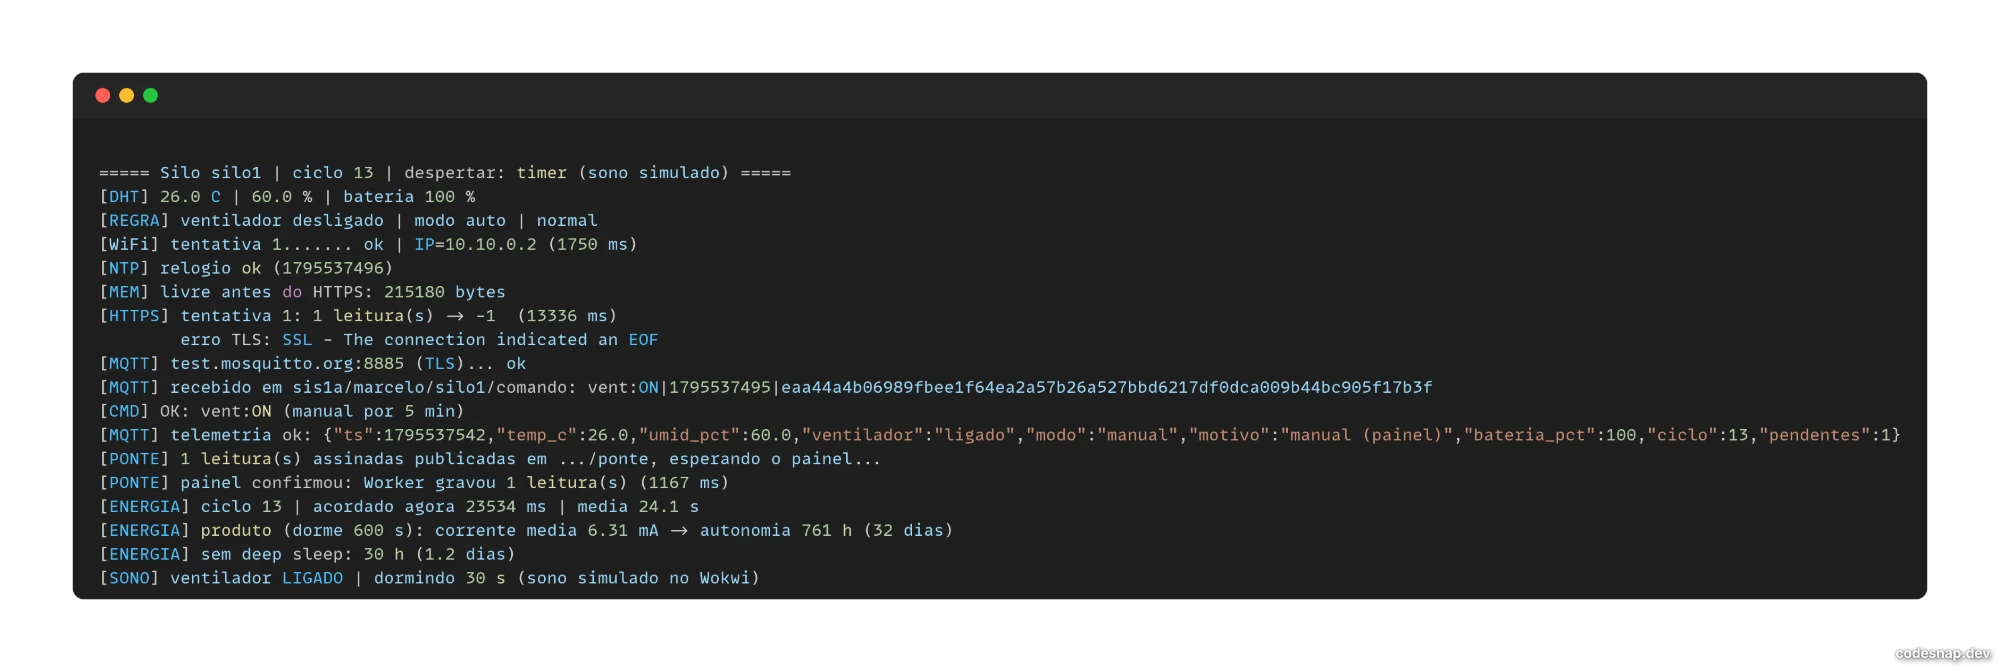 ===== Silo silo1 | ciclo 13 | despertar: timer (sono simulado) =====
[DHT] 26.0 C | 60.0 % | bateria 100 %
[REGRA] ventilador desligado | modo auto | normal
[WiFi] tentativa 1....... ok | IP=10.10.0.2 (1750 ms)
[NTP] relogio ok (1795537496)
[MEM] livre antes do HTTPS: 215180 bytes
[HTTPS] tentativa 1: 1 leitura(s) -> -1  (13336 ms)
        erro TLS: SSL - The connection indicated an EOF
[MQTT] test.mosquitto.org:8885 (TLS)... ok
[MQTT] recebido em sis1a/marcelo/silo1/comando: vent:ON|1795537495|eaa44a4b06989fbee1f64ea2a57b26a527bbd6217df0dca009b44bc905f17b3f
[CMD] OK: vent:ON (manual por 5 min)
[MQTT] telemetria ok: {"ts":1795537542,"temp_c":26.0,"umid_pct":60.0,"ventilador":"ligado","modo":"manual","motivo":"manual (painel)","bateria_pct":100,"ciclo":13,"pendentes":1}
[PONTE] 1 leitura(s) assinadas publicadas em .../ponte, esperando o painel...
[PONTE] painel confirmou: Worker gravou 1 leitura(s) (1167 ms)
[ENERGIA] ciclo 13 | acordado agora 23534 ms | media 24.1 s
[ENERGIA] produto (dorme 600 s): corrente media 6.31 mA -> autonomia 761 h (32 dias)
[ENERGIA] sem deep sleep: 30 h (1.2 dias)
[SONO] ventilador LIGADO | dormindo 30 s (sono simulado no Wokwi)
codesnap.dev